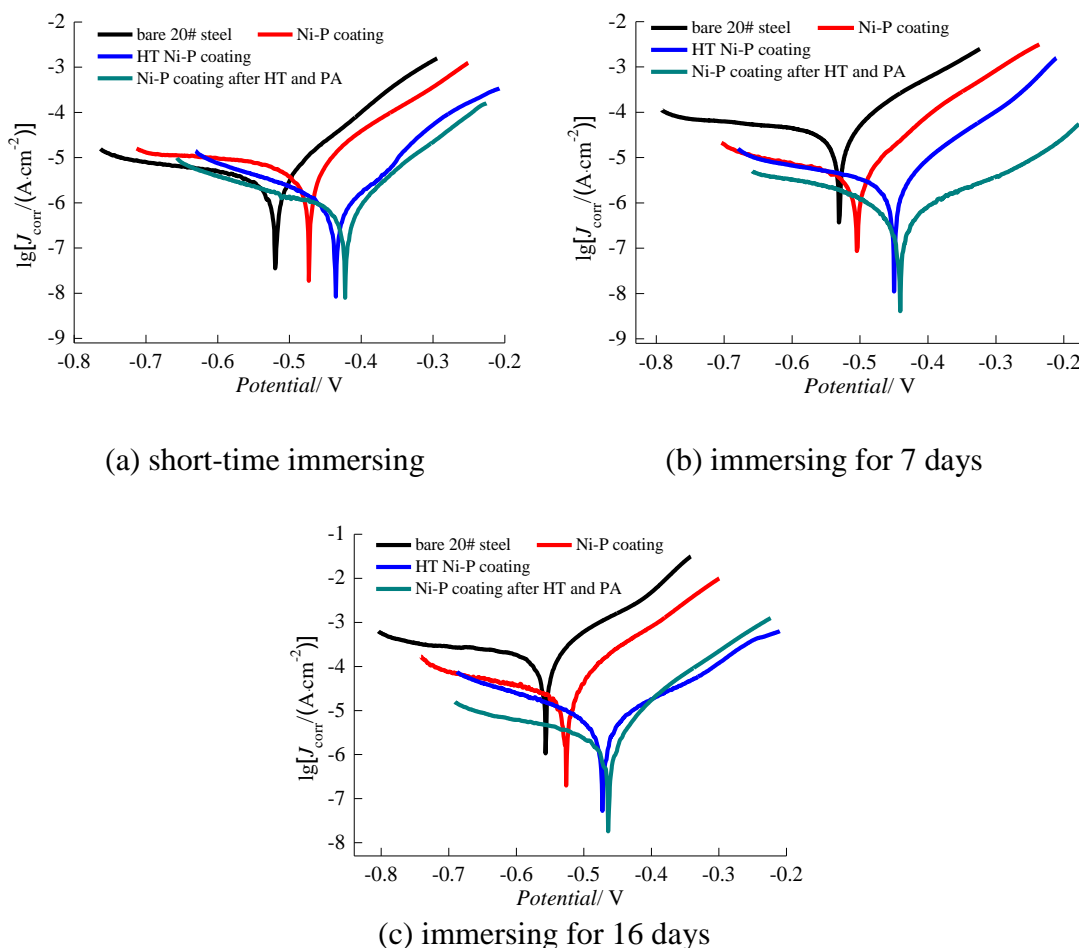 -2
-3
-4
-5
-6
-7
-8
-9
lg[J_corr/(A·cm⁻²)]
bare 20# steel
Ni-P coating
HT Ni-P coating
Ni-P coating after HT and PA
-0.8 -0.7 -0.6 -0.5 -0.4 -0.3 -0.2
Potential/ V
(a) short-time immersing
-2
-3
-4
-5
-6
-7
-8
-9
lg[J_corr/(A·cm⁻²)]
bare 20# steel
Ni-P coating
HT Ni-P coating
Ni-P coating after HT and PA
-0.8 -0.7 -0.6 -0.5 -0.4 -0.3 -0.2
Potential/ V
(b) immersing for 7 days
-1
-2
-3
-4
-5
-6
-7
-8
lg[J_corr/(A·cm⁻²)]
bare 20# steel
Ni-P coating
HT Ni-P coating
Ni-P coating after HT and PA
-0.8 -0.7 -0.6 -0.5 -0.4 -0.3 -0.2
Potential/ V
(c) immersing for 16 days